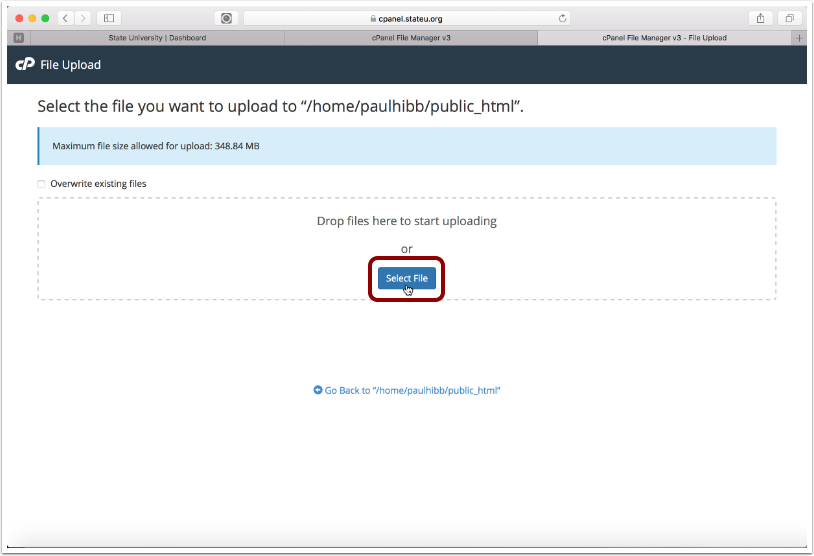 cpanel.stateu.org
H
State University | Dashboard
cPanel File Manager v3
cPanel File Manager v3 - File Upload
cP File Upload
Select the file you want to upload to “/home/paulhibb/public_html”.
Maximum file size allowed for upload: 348.84 MB
Overwrite existing files
Drop files here to start uploading
or
Select File
Go Back to “/home/paulhibb/public_html”